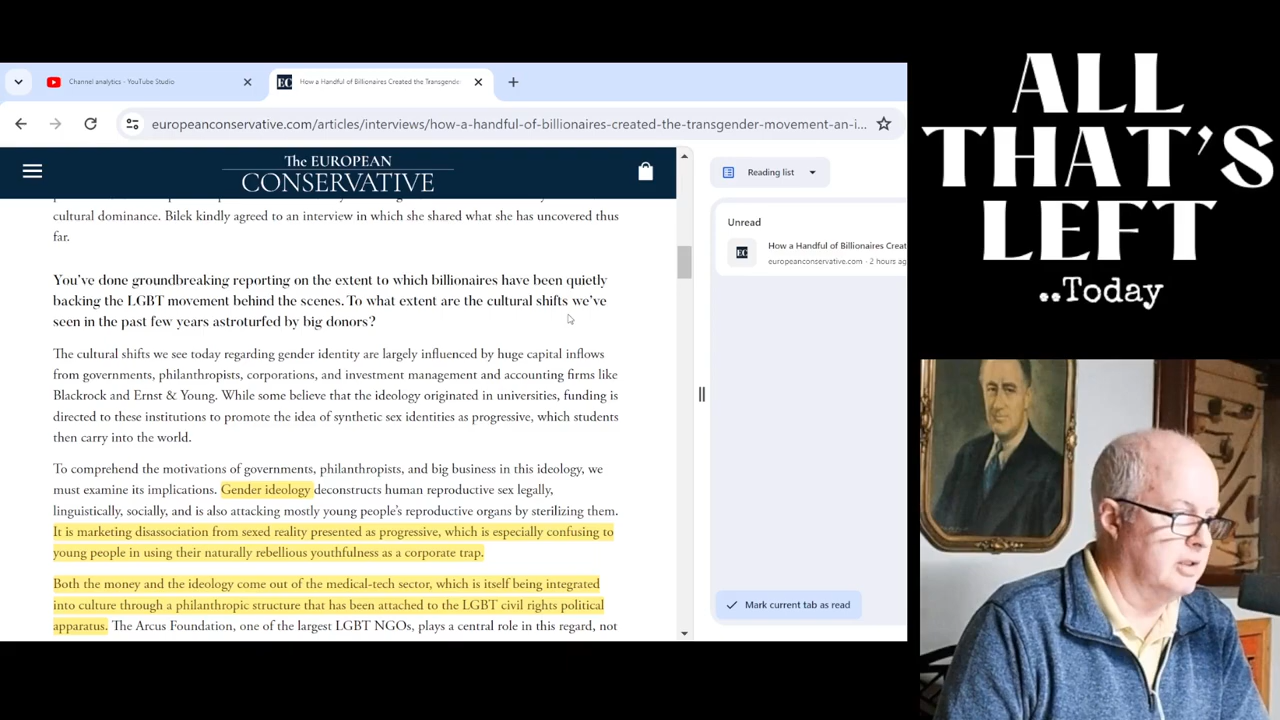 Channel analytics - YouTube Studio
EC
How a Handful of Billionaires Created the Transgende
europeanconservative.com/articles/interviews/how-a-handful-of-billionaires-created-the-transgender-movement-an-i...
The EUROPEAN
CONSERVATIVE
cultural dominance. Bilek kindly agreed to an interview in which she shared what she has uncovered thus
far.
You've done groundbreaking reporting on the extent to which billionaires have been quietly
backing the LGBT movement behind the scenes. To what extent are the cultural shifts we've
seen in the past few years astroturfed by big donors?
The cultural shifts we see today regarding gender identity are largely influenced by huge capital inflows
from governments, philanthropists, corporations, and investment management and accounting firms like
Blackrock and Ernst & Young. While some believe that the ideology originated in universities, funding is
directed to these institutions to promote the idea of synthetic sex identities as progressive, which students
then carry into the world.
To comprehend the motivations of governments, philanthropists, and big business in this ideology, we
must examine its implications. Gender ideology deconstructs human reproductive sex legally,
linguistically, socially, and is also attacking mostly young people's reproductive organs by sterilizing them.
It is marketing disassociation from sexed reality presented as progressive, which is especially confusing to
young people in using their naturally rebellious youthfulness as a corporate trap.
Both the money and the ideology come out of the medical-tech sector, which is itself being integrated
into culture through a philanthropic structure that has been attached to the LGBT civil rights political
apparatus. The Arcus Foundation, one of the largest LGBT NGOs, plays a central role in this regard, not
Reading list
Unread
EC
How a Handful of Billionaires Creat
europeanconservative.com • 2 hours ag
Mark current tab as read
ALL
THAT'S
LEFT
..Today